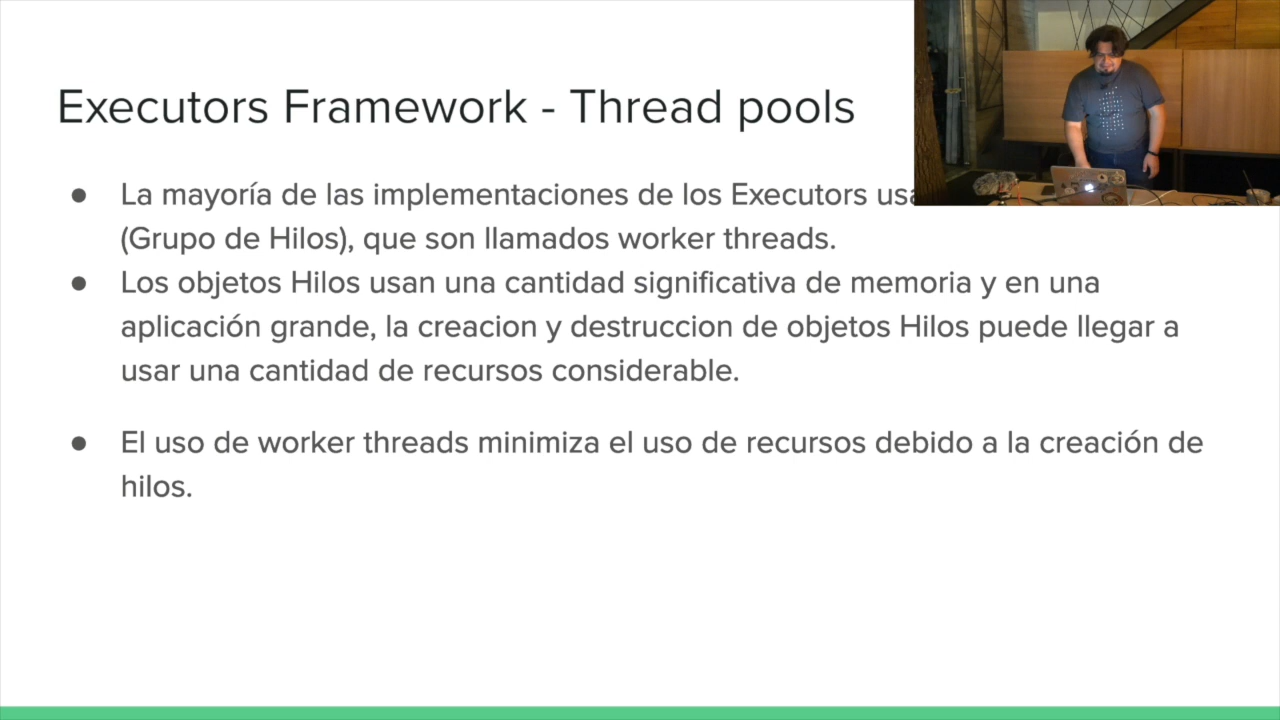 Executors Framework - Thread pools
● La mayoría de las implementaciones de los Executors
(Grupo de Hilos), que son llamados worker threads.
● Los objetos Hilos usan una cantidad significativa de memoria y en una
aplicación grande, la creacion y destruccion de objetos Hilos puede llegar a
usar una cantidad de recursos considerable.
● El uso de worker threads minimiza el uso de recursos debido a la creación de
hilos.